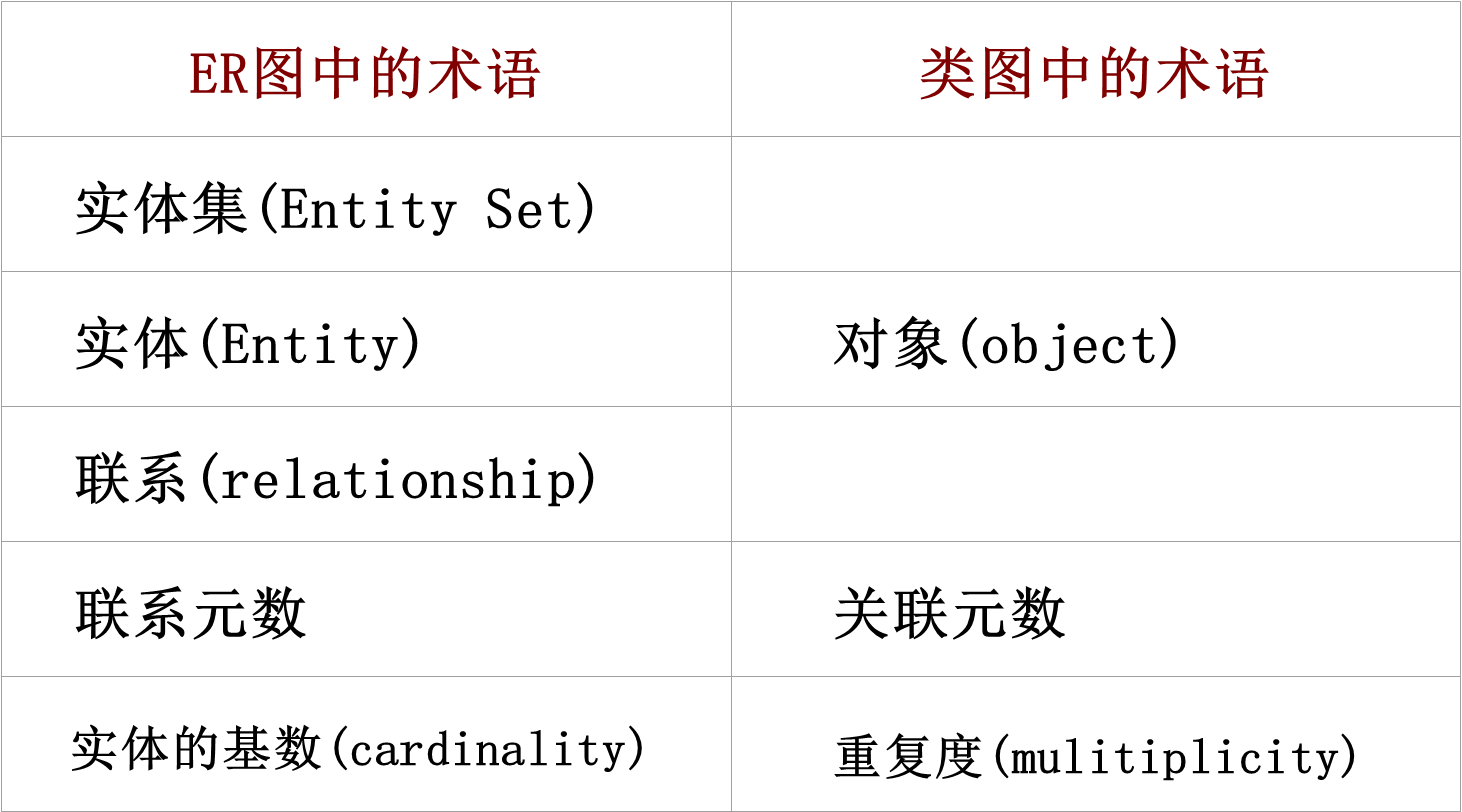 ER图中的术语
类图中的术语
实体集(Entity Set)
实体(Entity)
对象(object)
联系(relationship)
联系元数
关联元数
实体的基数(cardinality)
重复度(mulitiplicity)